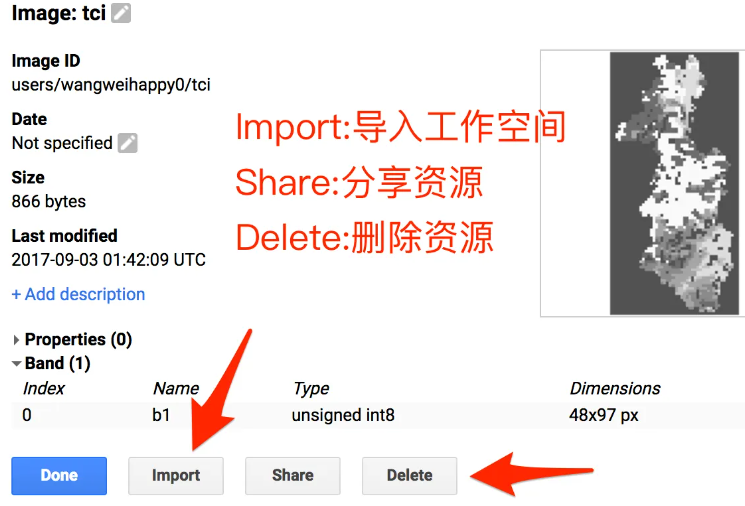 Image: tci
Image ID
users/wangweihappy0/tci
Date
Not specified
Size
866 bytes
Last modified
2017-09-03 01:42:09 UTC
+ Add description
Import:导入工作空间
Share:分享资源
Delete:删除资源
Properties (0)
Band (1)
Index Name Type Dimensions
0 b1 unsigned int8 48x97 px
Done Import Share Delete